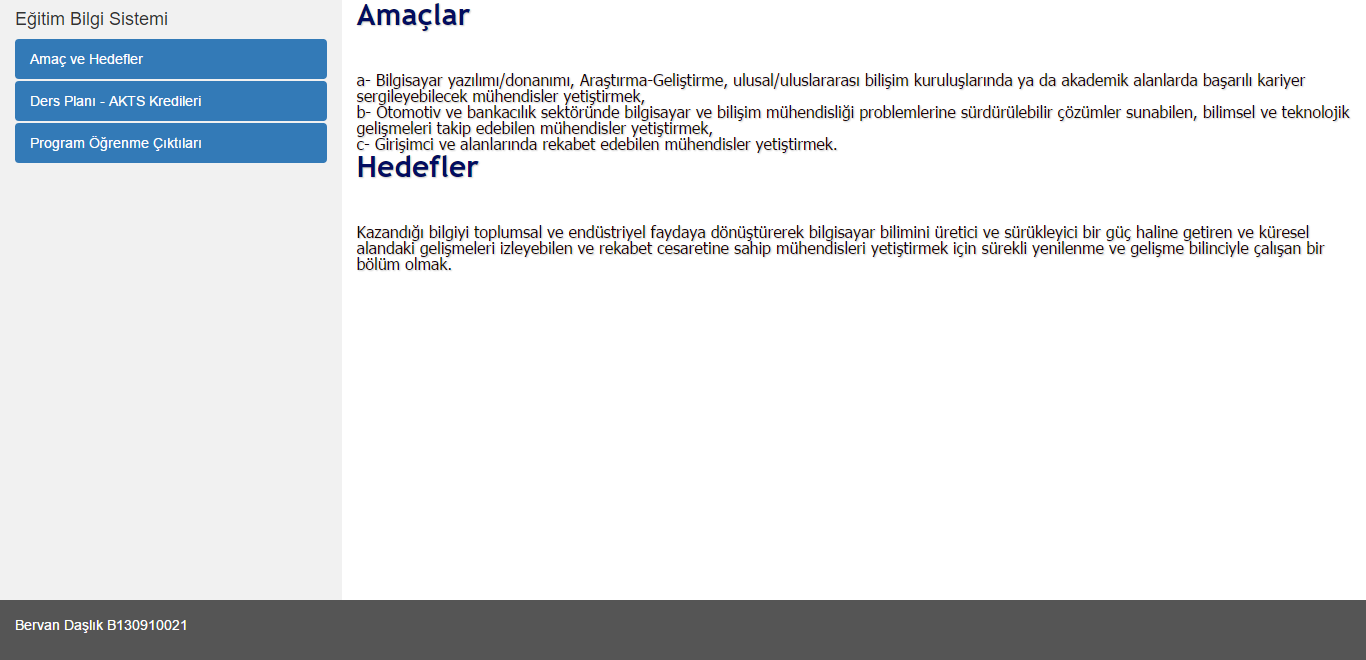 Eğitim Bilgi Sistemi
Amaç ve Hedefler
Ders Planı - AKTS Kredileri
Program Öğrenme Çıktıları
Amaçlar
a- Bilgisayar yazılımı/donanımı, Araştırma-Geliştirme, ulusal/uluslararası bilişim kuruluşlarında ya da akademik alanlarda başarılı kariyer
sergileyebilecek mühendisler yetiştirmek,
b- Otomotiv ve bankacılık sektöründe bilgisayar ve bilişim mühendisliği problemlerine sürdürülebilir çözümler sunabilen, bilimsel ve teknolojik
gelişmeleri takip edebilen mühendisler yetiştirmek,
c- Girişimci ve alanlarında rekabet edebilen mühendisler yetiştirmek.
Hedefler
Kazandığı bilgiyi toplumsal ve endüstriyel faydaya dönüştürerek bilgisayar bilimini üretici ve sürükleyici bir güç haline getiren ve küresel
alandaki gelişmeleri izleyebilen ve rekabet cesaretine sahip mühendisleri yetiştirmek için sürekli yenilenme ve gelişme bilinciyle çalışan bir
bölüm olmak.
Bervan Daşlık B130910021